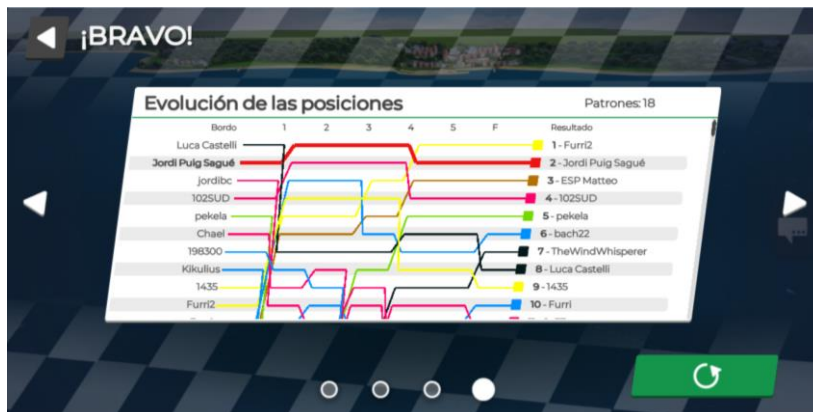 ¡BRAVO!
Evolución de las posiciones
Patrones: 18
Bordo 1 2 3 4 5 F Resultado
Luca Castelli 1 - Furri2
Jordi Puig Sagué 2 - Jordi Puig Sagué
jordibc 3 - ESP Matteo
102SUD 4 - 102SUD
pekela 5 - pekela
Chael 6 - bach22
198300 7 - TheWindWhisperer
Kikulius 8 - Luca Castelli
1435 9 - 1435
Furri2 10 - Furri